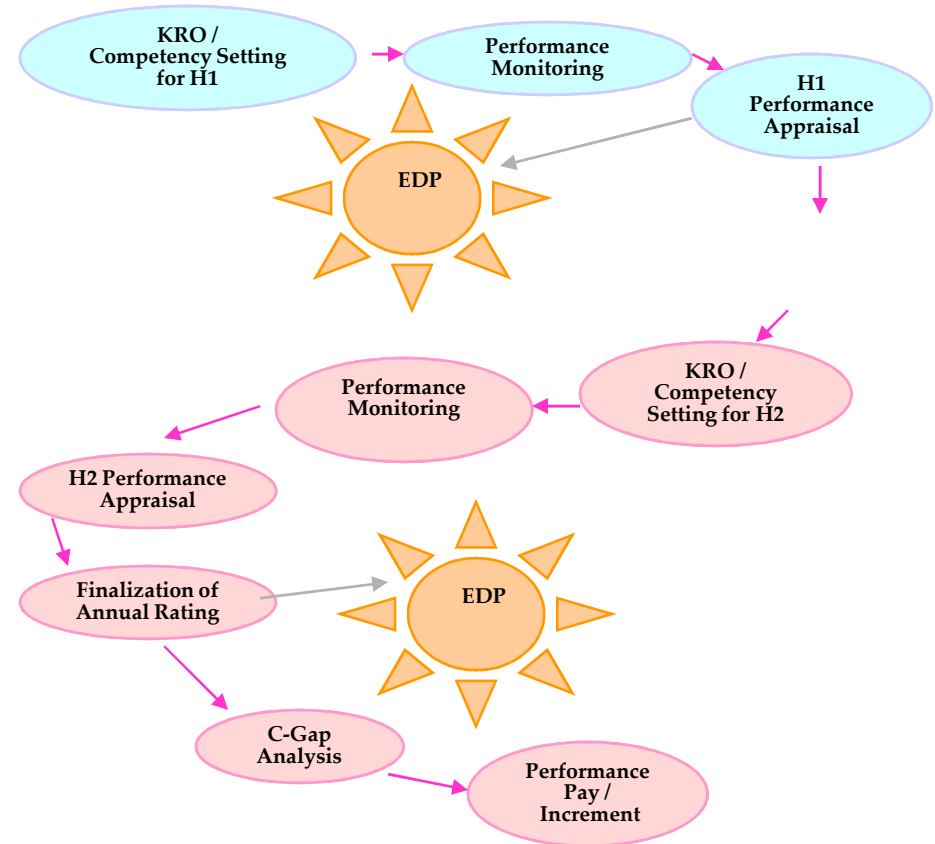 KRO /
Competency Setting
for H1
Performance
Monitoring
H1
Performance
Appraisal
EDP
KRO /
Competency
Setting for H2
Performance
Monitoring
H2 Performance
Appraisal
Finalization of
Annual Rating
EDP
C-Gap
Analysis
Performance
Pay /
Increment